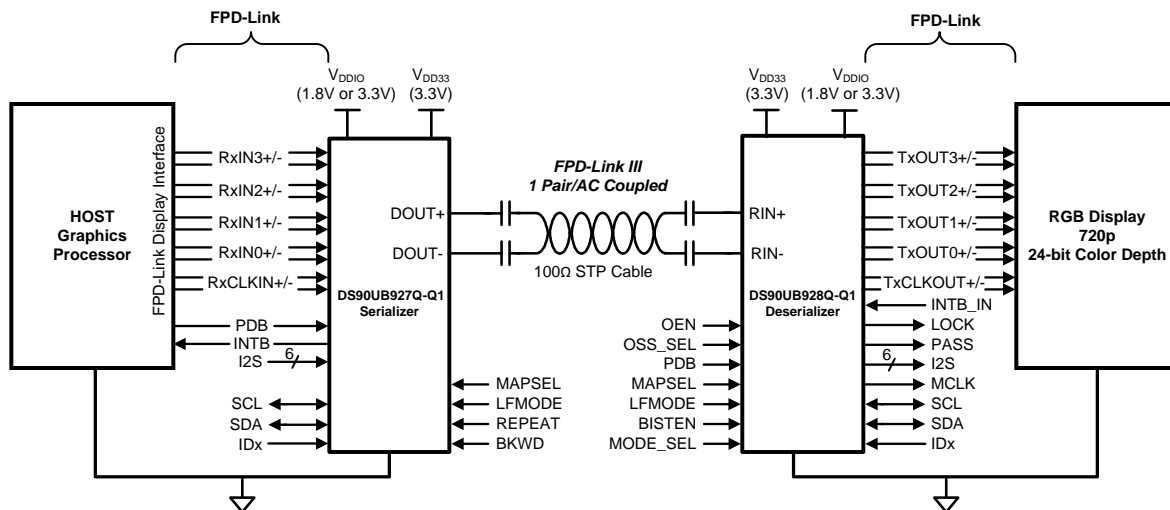 FPD-Link
FPD-Link
VDDIO
(1.8V or 3.3V)
VDD33
(3.3V)
VDD33
(3.3V)
VDDIO
(1.8V or 3.3V)
HOST
Graphics
Processor
FPD-Link Display Interface
RxIN3+/-
RxIN2+/-
RxIN1+/-
RxIN0+/-
RxCLKIN+/-
PDB
INTB
I2S
6
SCL
SDA
IDx
DOUT+
DOUT-
DS90UB927Q-Q1
Serializer
MAPSEL
LFMODE
REPEAT
BKWD
FPD-Link III
1 Pair/AC Coupled
100Ω STP Cable
RIN+
RIN-
DS90UB928Q-Q1
Deserializer
OEN
OSS_SEL
PDB
MAPSEL
LFMODE
BISTEN
MODE_SEL
TxOUT3+/-
TxOUT2+/-
TxOUT1+/-
TxOUT0+/-
TxCLKOUT+/-
INTB_IN
LOCK
PASS
6
I2S
MCLK
SCL
SDA
IDx
RGB Display
720p
24-bit Color Depth